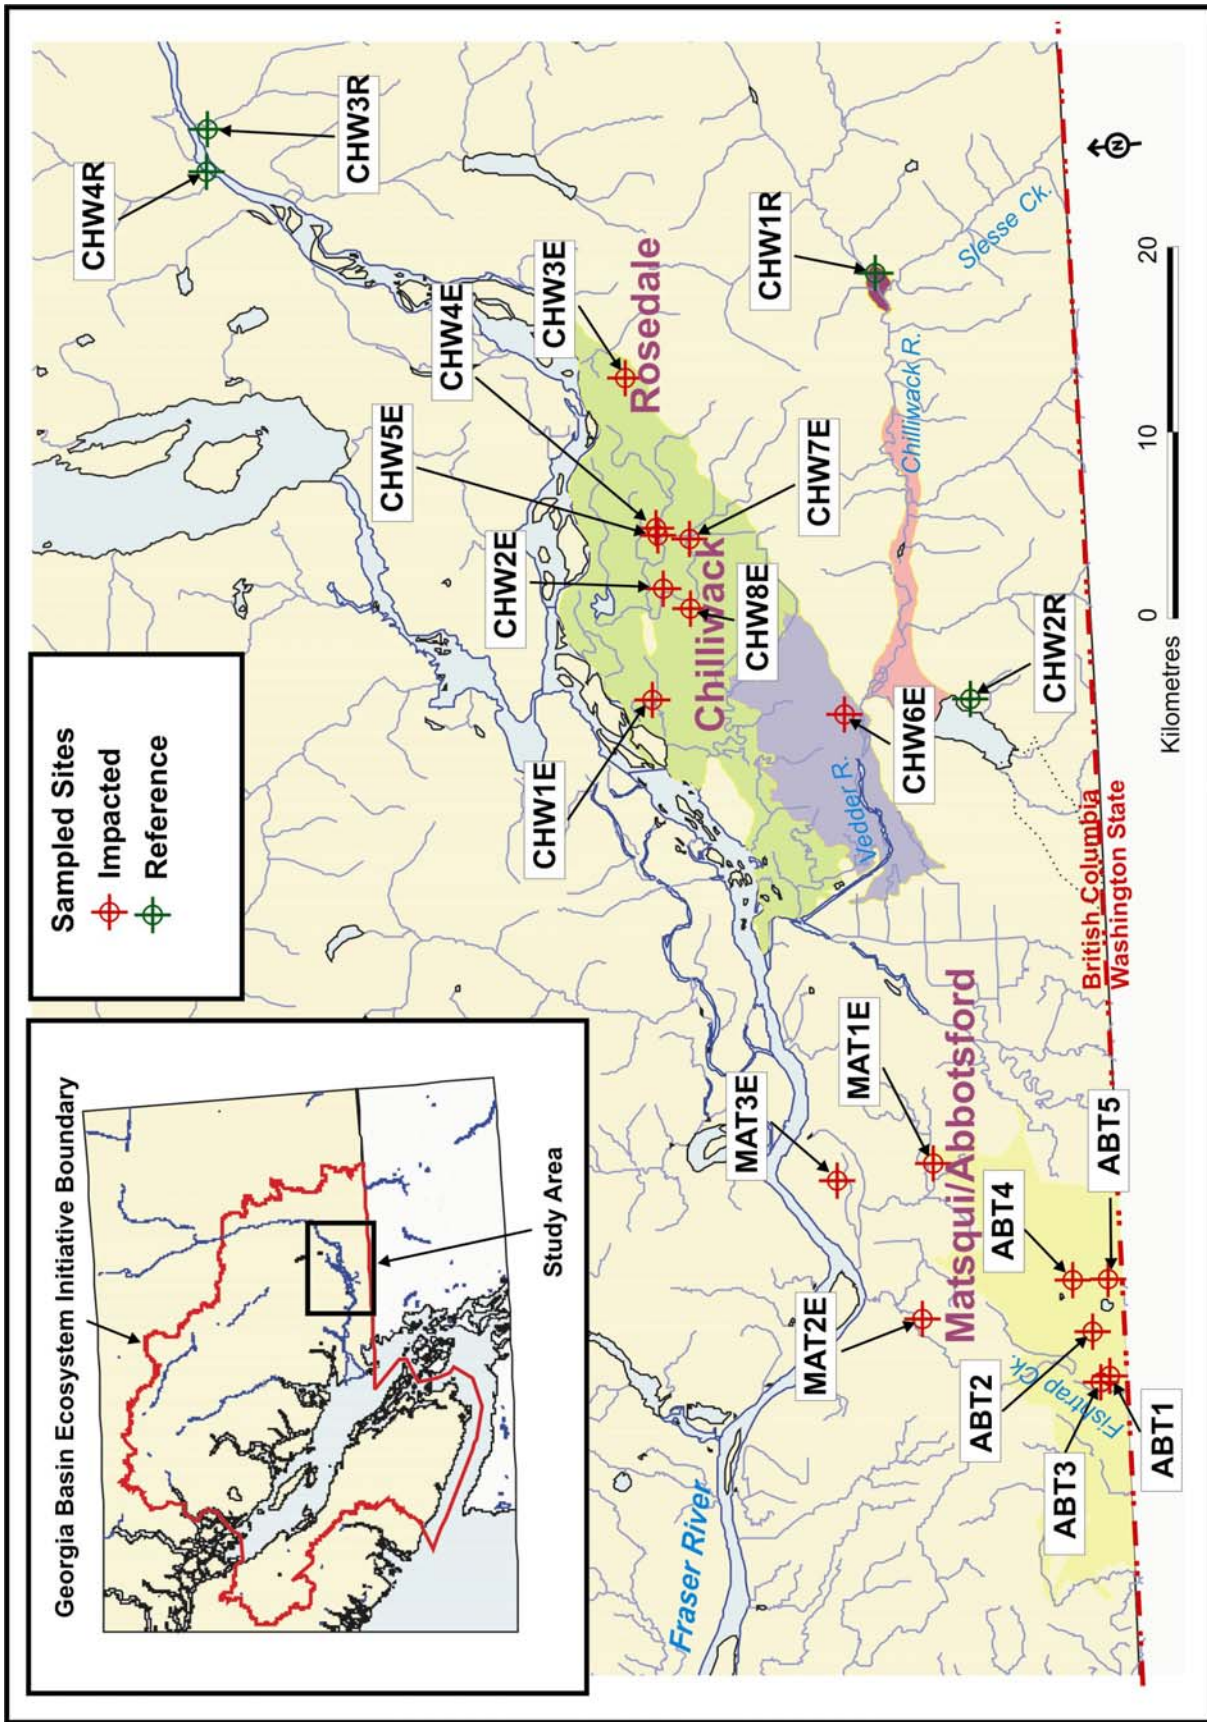 Georgia Basin Ecosystem Initiative Boundary
Study Area
Sampled Sites
Impacted
Reference
CHW4R
CHW3R
CHW4E
CHW3E
CHW5E
CHW2E
CHW1E
Rosedale
CHW7E
CHW8E
Chilliwack
CHW1R
Slesse Ck.
Chilliwack R.
Vedder R.
CHW6E
CHW2R
Fraser River
MAT3E
MAT1E
MAT2E
Matsqui/Abbotsford
ABT4
ABT5
ABT2
Fishtrap Ck.
ABT3
ABT1
British Columbia
Washington State
N
0 10 20
Kilometres